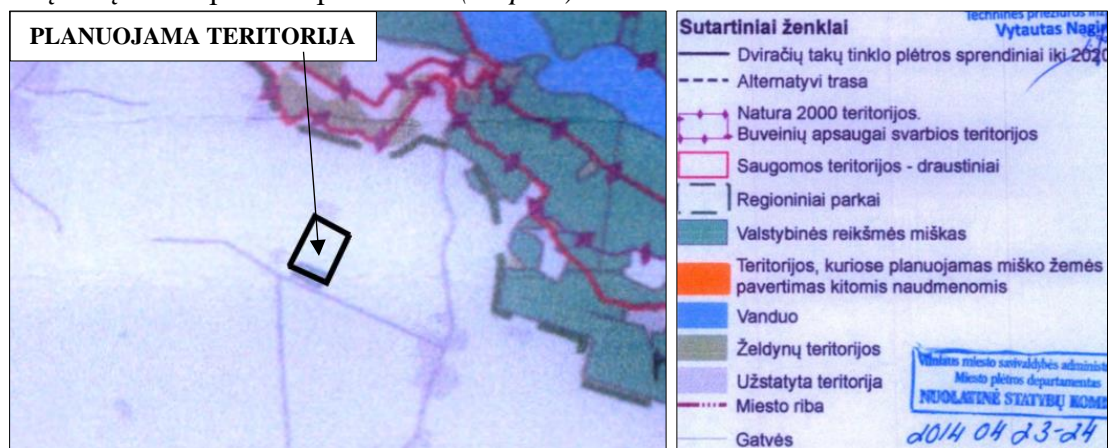 PLANUOJAMA TERITORIJA
Sutartiniai ženklai
Vytautas
Dviračių takų tinklo plėtros sprendiniai iki 2020
Alternatyvi trasa
Natura 2000 teritorijos.
Buveinių apsaugai svarbios teritorijos
Saugomos teritorijos - draustiniai
Regioniniai parkai
Valstybinės reikšmės miškas
Teritorijos, kuriose planuojamas miško žemės
pavertimas kitomis naudmenomis
Vanduo
Želdynų teritorijos
Užstatyta teritorija
Miesto riba
Gatvės
miesto savivaldybės
Miesto plėtros departamentas
NUOLATINĖ STATYBŲ
2014 04 23-24